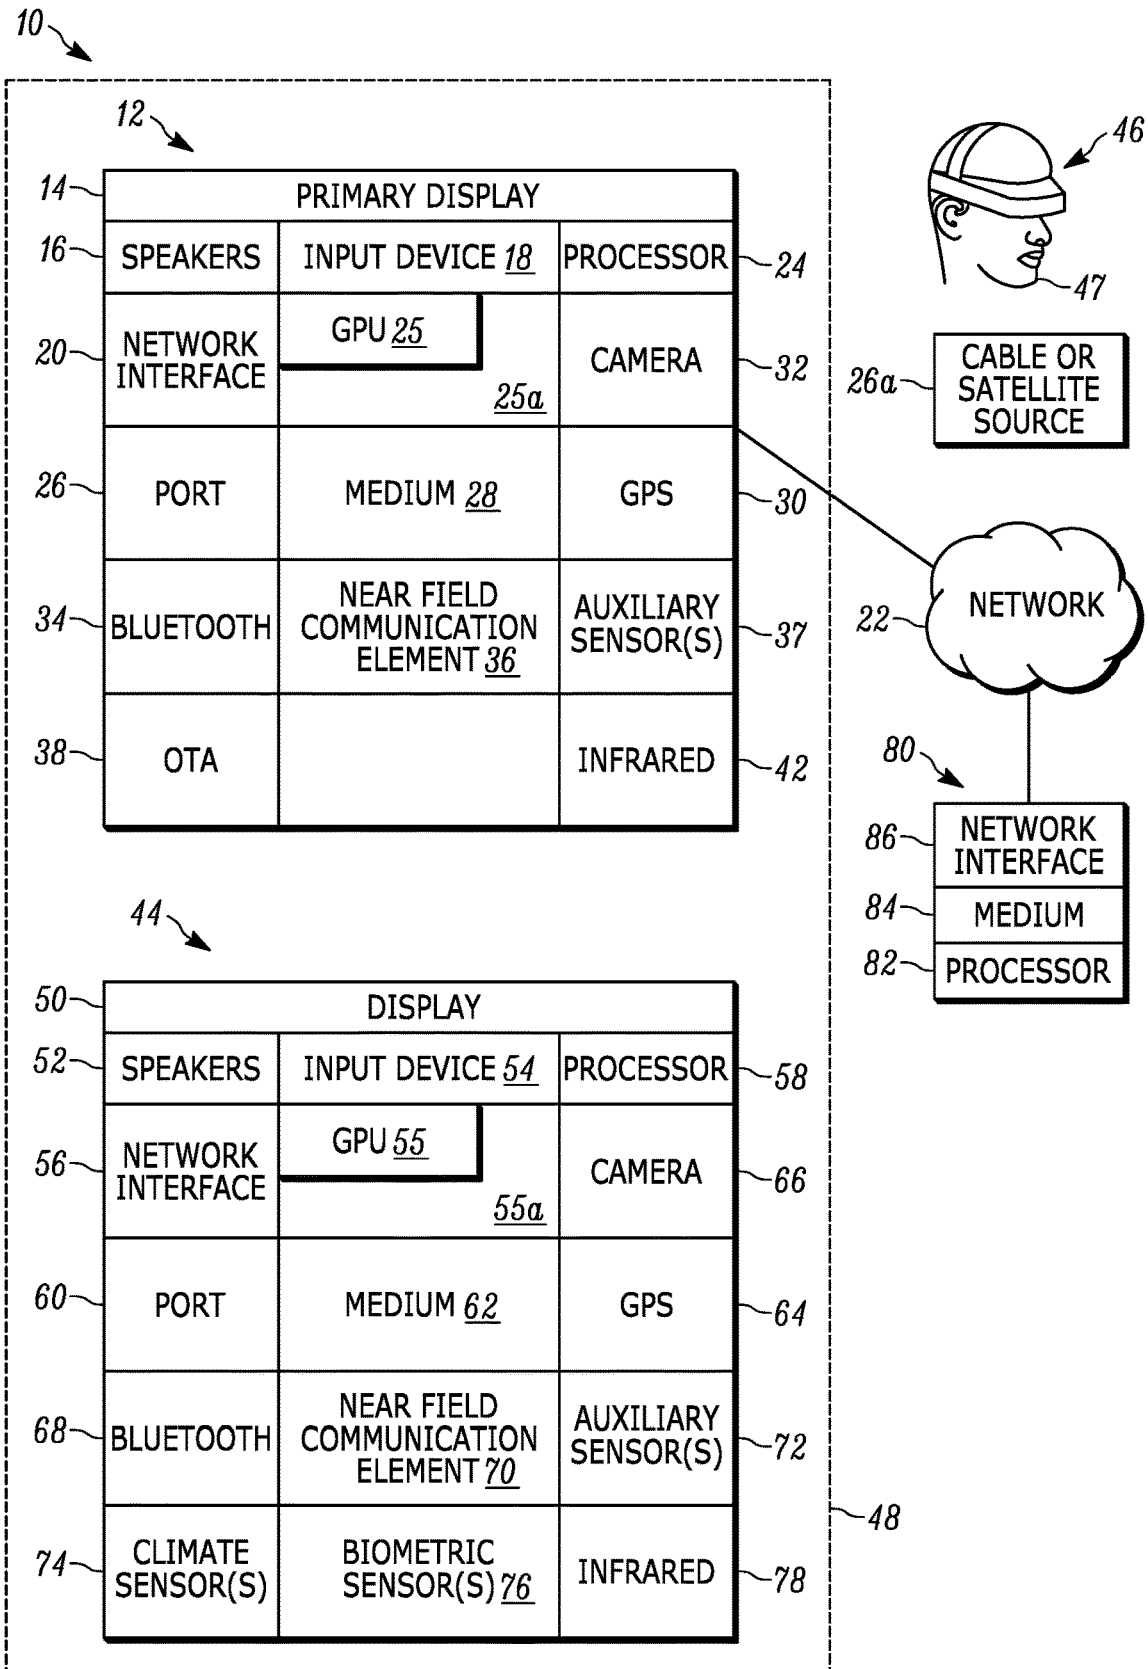 10
12
46
14
PRIMARY DISPLAY
16
SPEAKERS
INPUT DEVICE 18
PROCESSOR
24
47
20
NETWORK
INTERFACE
GPU 25
25a
CAMERA
32
26a
CABLE OR
SATELLITE
SOURCE
26
PORT
MEDIUM 28
GPS
30
34
BLUETOOTH
NEAR FIELD
COMMUNICATION
ELEMENT 36
AUXILIARY
SENSOR(S)
37
22
NETWORK
38
OTA
INFRARED
42
80
86
NETWORK
INTERFACE
84
MEDIUM
82
PROCESSOR
44
50
DISPLAY
52
SPEAKERS
INPUT DEVICE 54
PROCESSOR
58
56
NETWORK
INTERFACE
GPU 55
55a
CAMERA
66
60
PORT
MEDIUM 62
GPS
64
68
BLUETOOTH
NEAR FIELD
COMMUNICATION
ELEMENT 70
AUXILIARY
SENSOR(S)
72
48
74
CLIMATE
SENSOR(S)
BIOMETRIC
SENSOR(S) 76
INFRARED
78